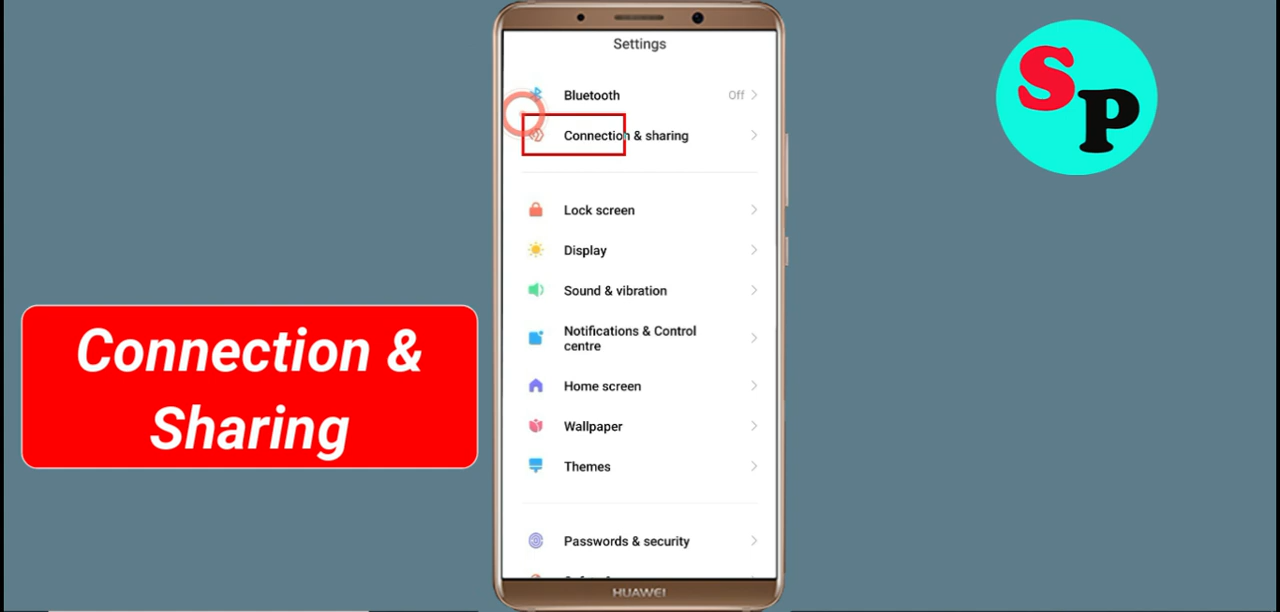 Settings
Bluetooth Off
Connection & sharing
Lock screen
Display
Sound & vibration
Notifications & Control
centre
Home screen
Wallpaper
Themes
Passwords & security
HUAWEI
Connection &
Sharing
SP